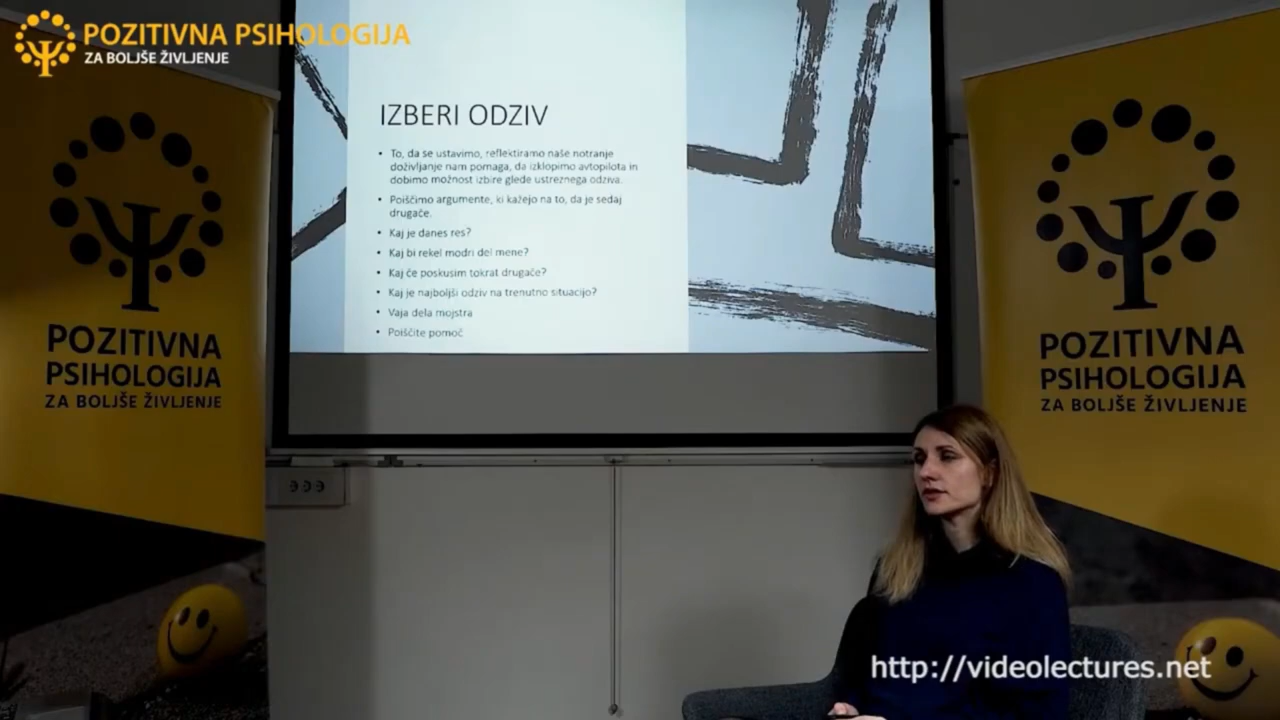 POZITIVNA PSIHOLOGIJA
ZA BOLJŠE ŽIVLJENJE
IZBERI ODZIV
• To, da se ustavimo, reflektiramo naše notranje
doživljanje nam pomaga, da izklopimo avtopilota in
dobimo možnost izbire glede ustreznega odziva.
• Poiščimo argumente, ki kažejo na to, da je sedaj
drugače.
• Kaj je danes res?
• Kaj bi rekel modri del mene?
• Kaj če poskusim tokrat drugače?
• Kaj je najboljši odziv na trenutno situacijo?
• Vaja dela mojstra
• Poiščite pomoč
POZITIVNA
PSIHOLOGIJA
ZA BOLJŠE ŽIVLJENJE
POZITIVNA
PSIHOLOGIJA
ZA BOLJŠE ŽIVLJENJE
http://videolectures.net